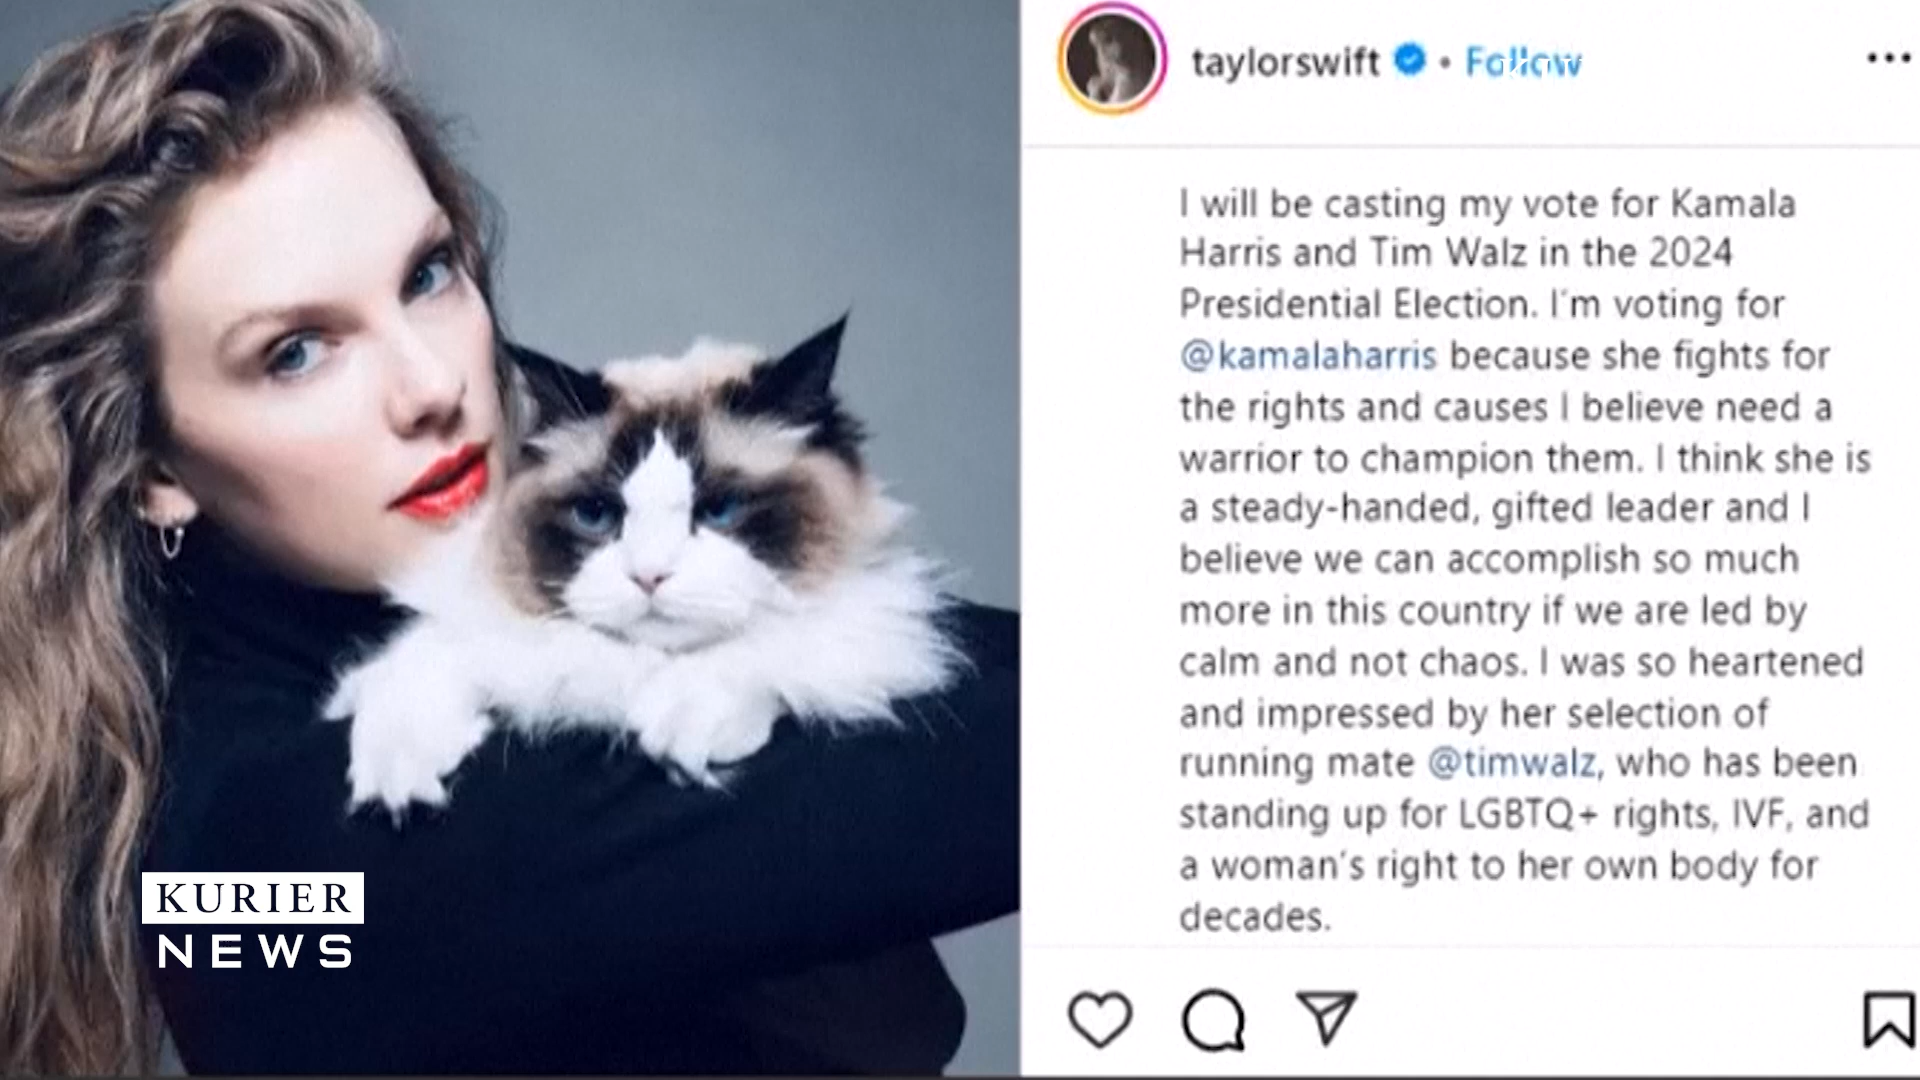 taylorswift • Follow
I will be casting my vote for Kamala
Harris and Tim Walz in the 2024
Presidential Election. I'm voting for
@kamalaharris because she fights for
the rights and causes I believe need a
warrior to champion them. I think she is
a steady-handed, gifted leader and I
believe we can accomplish so much
more in this country if we are led by
calm and not chaos. I was so heartened
and impressed by her selection of
running mate @timwalz, who has been
standing up for LGBTQ+ rights, IVF, and
a woman's right to her own body for
decades.
KURIER
NEWS